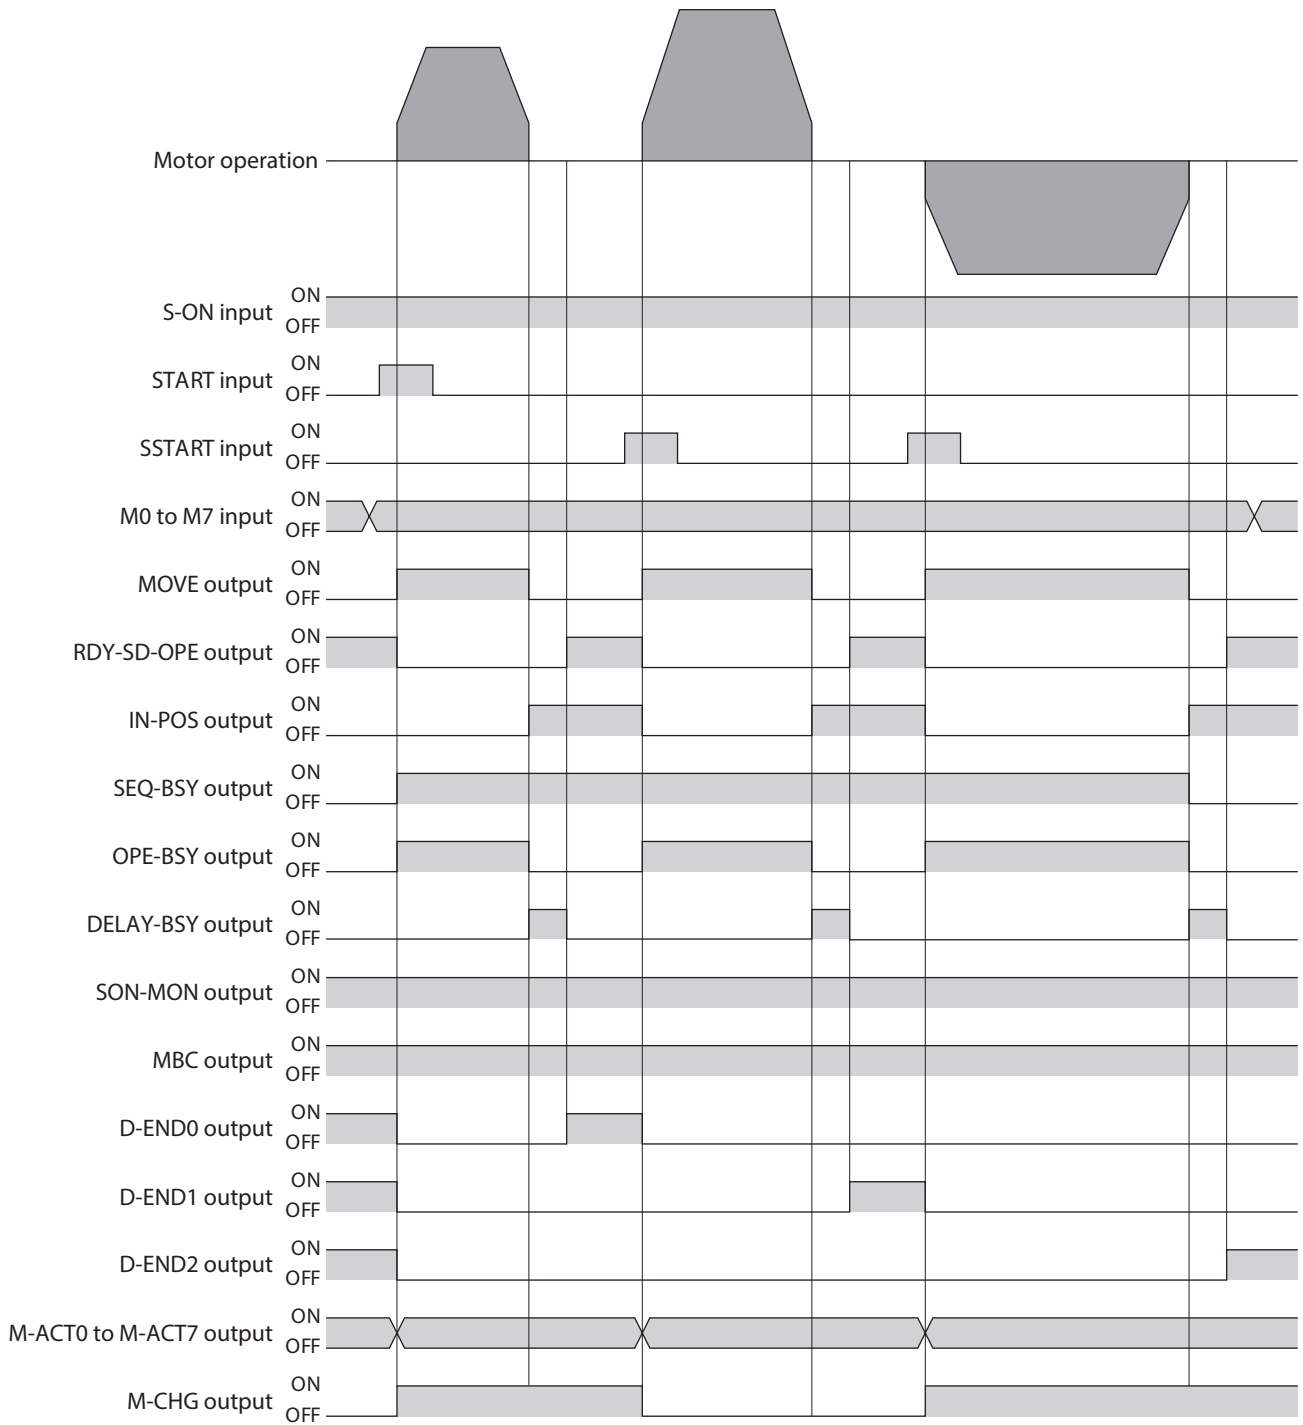 Motor operation
S-ON input
ON
OFF
START input
ON
OFF
SSTART input
ON
OFF
M0 to M7 input
ON
OFF
MOVE output
ON
OFF
RDY-SD-OPE output
ON
OFF
IN-POS output
ON
OFF
SEQ-BSY output
ON
OFF
OPE-BSY output
ON
OFF
DELAY-BSY output
ON
OFF
SON-MON output
ON
OFF
MBC output
ON
OFF
D-END0 output
ON
OFF
D-END1 output
ON
OFF
D-END2 output
ON
OFF
M-ACT0 to M-ACT7 output
ON
OFF
M-CHG output
ON
OFF